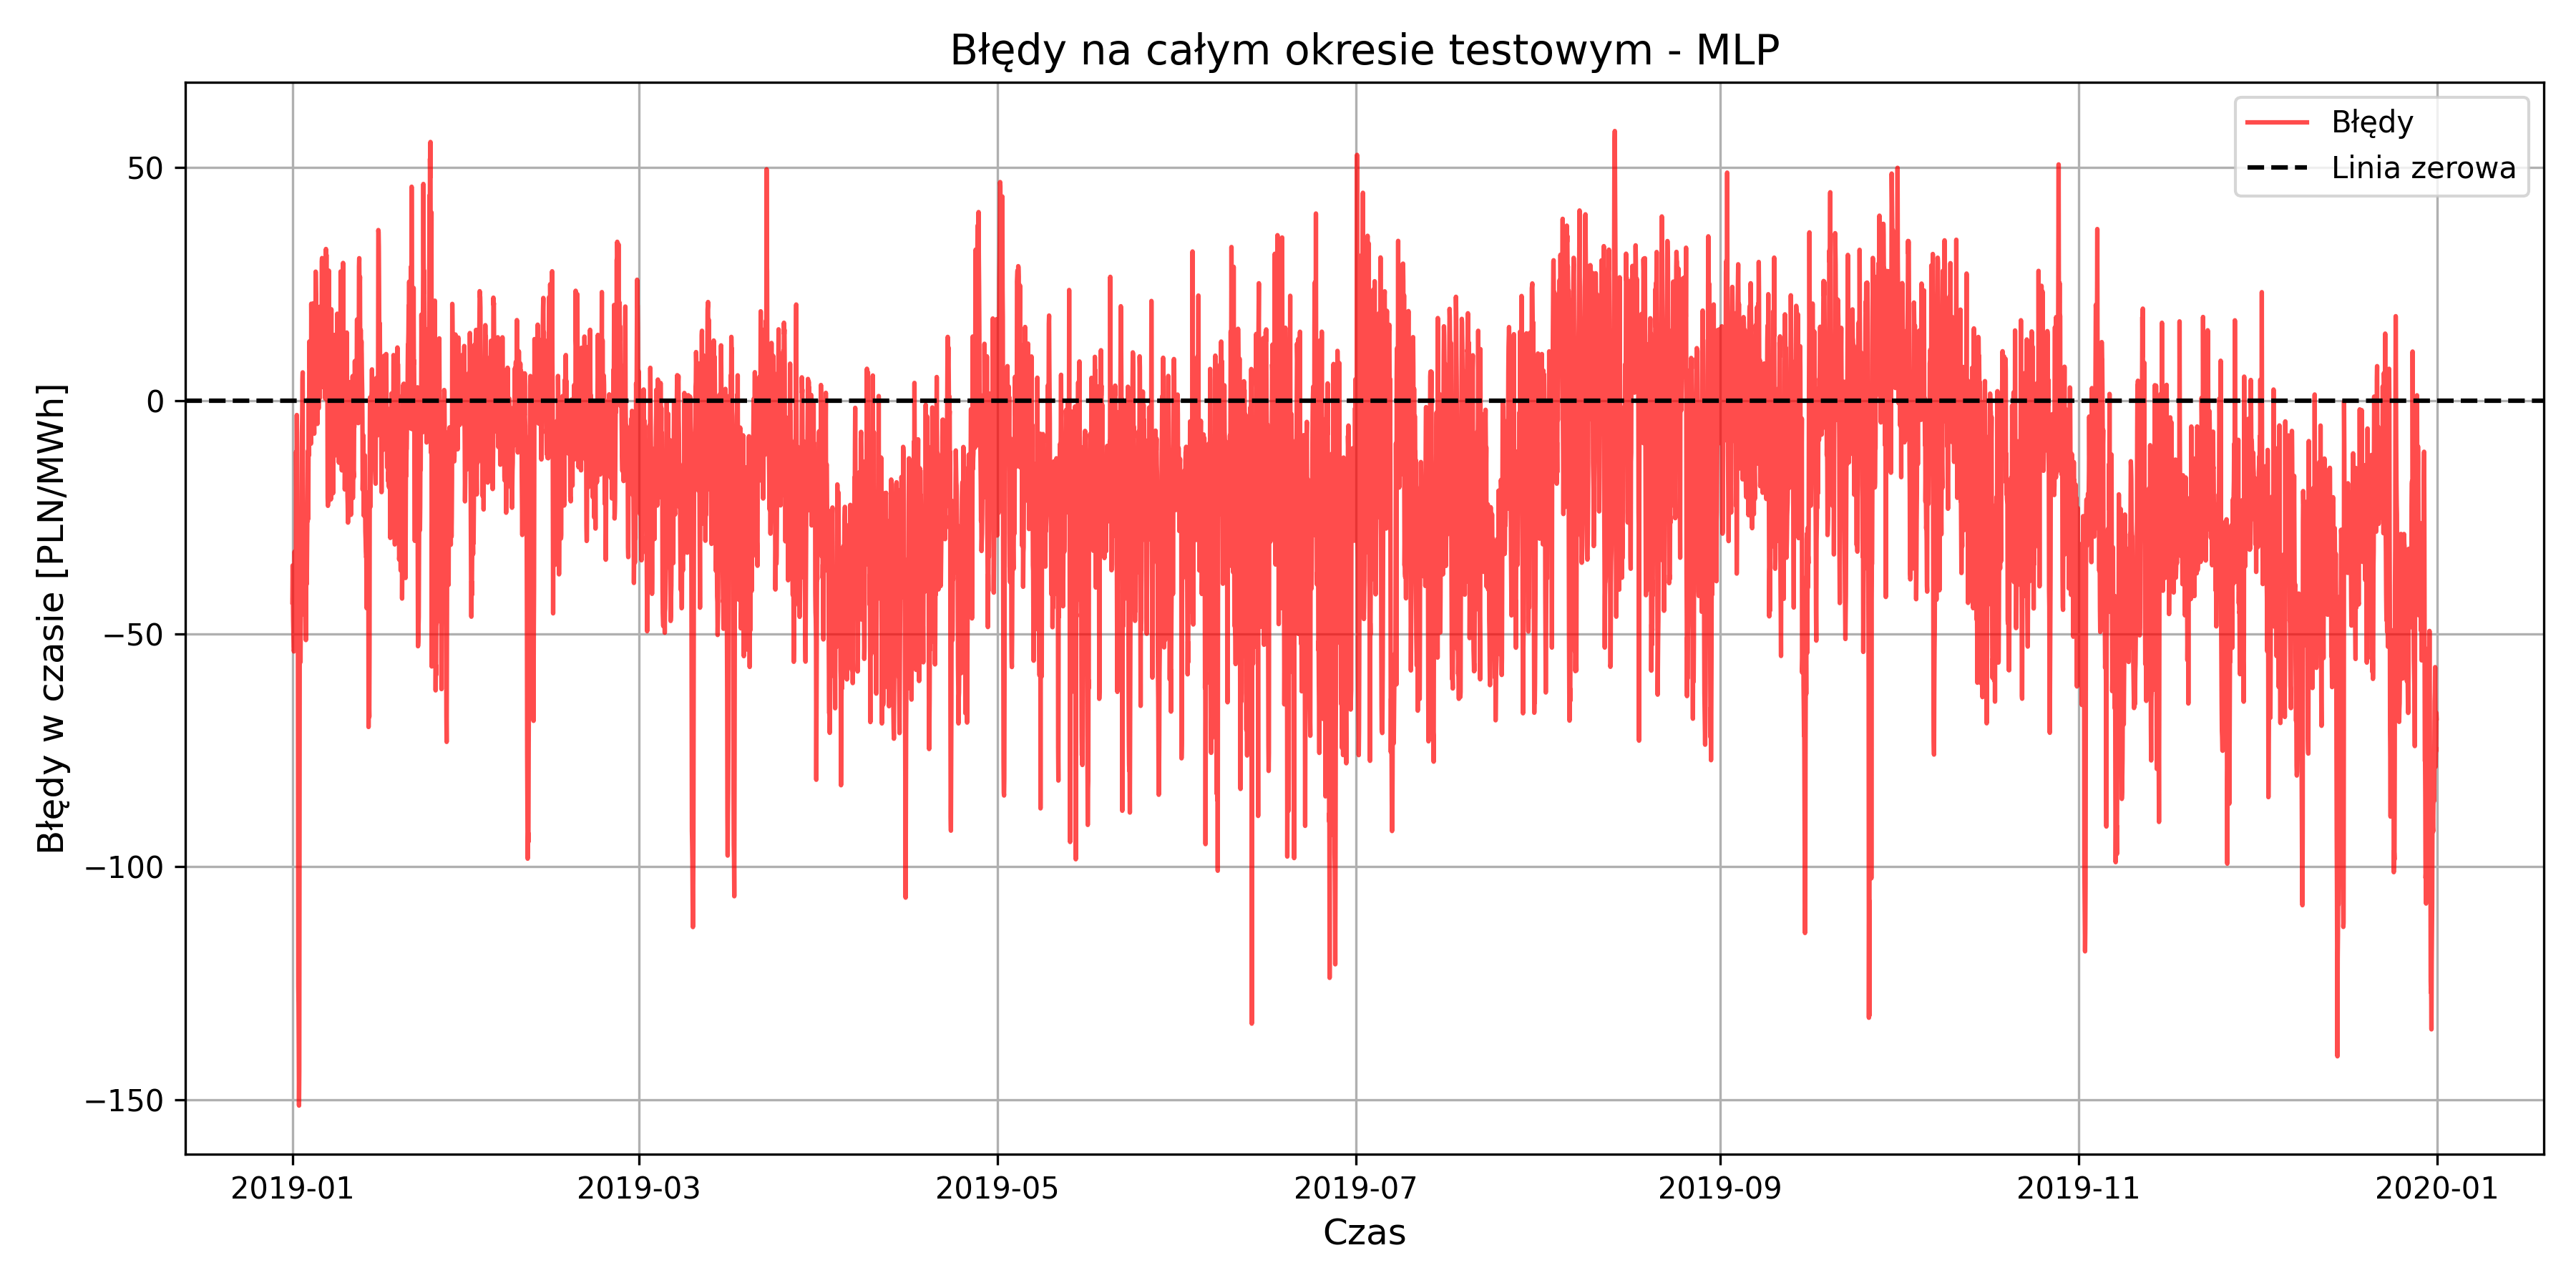 Błędy na całym okresie testowym - MLP
Błędy
Linia zerowa
Błędy w czasie [PLN/MWh]
50
0
−50
−100
−150
2019-01
2019-03
2019-05
2019-07
2019-09
2019-11
2020-01
Czas